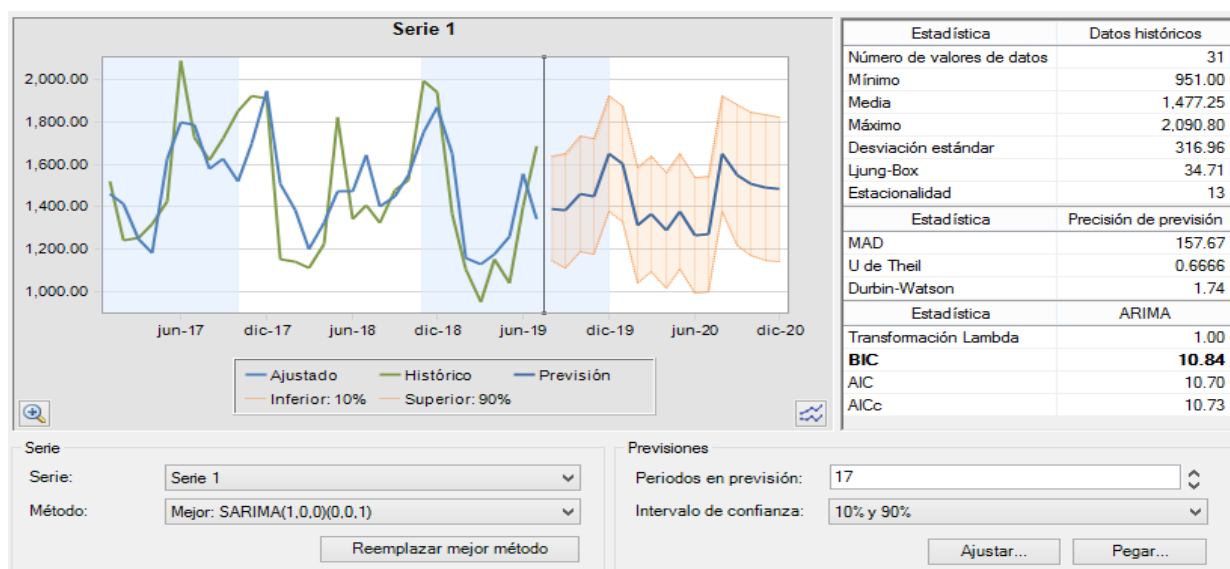 Serie 1
2,000.00
1,800.00
1,600.00
1,400.00
1,200.00
1,000.00
jun-17 dic-17 jun-18 dic-18 jun-19 dic-19 jun-20 dic-20
Ajustado Histórico Previsión
Inferior: 10% Superior: 90%
Estadística Datos históricos
Número de valores de datos 31
Mínimo 951.00
Media 1,477.25
Máximo 2,090.80
Desviación estándar 316.96
Ljung-Box 34.71
Estacionalidad 13
Estadística Precisión de previsión
MAD 157.67
U de Theil 0.6666
Durbin-Watson 1.74
Estadística ARIMA
Transformación Lambda 1.00
BIC 10.84
AIC 10.70
AICc 10.73
Serie
Serie: Serie 1
Método: Mejor: SARIMA(1,0,0)(0,0,1)
Reemplazar mejor método
Previsiones
Periodos en previsión: 17
Intervalo de confianza: 10% y 90%
Ajustar... Pegar...